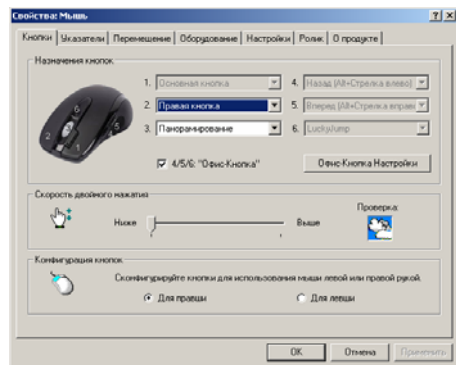 Свойства: Мышь
Кнопки Указатели Перемещение Оборудование Настройки Ролик О продукте
Назначения кнопок
1. Основная кнопка 4. Назад (Alt+Стрелка влево)
2. Правая кнопка 5. Вперед (Alt+Стрелка вправо
3. Панорамирование 6. LuckyJump
4/5/6: "Офис-Кнопка" Офис-Кнопка Настройки
Скорость двойного нажатия
Проверка:
Ниже Выше
Конфигурация кнопок
Сконфигурируйте кнопки для использования мыши левой или правой рукой.
Для правши Для левши
OK Отмена Применить